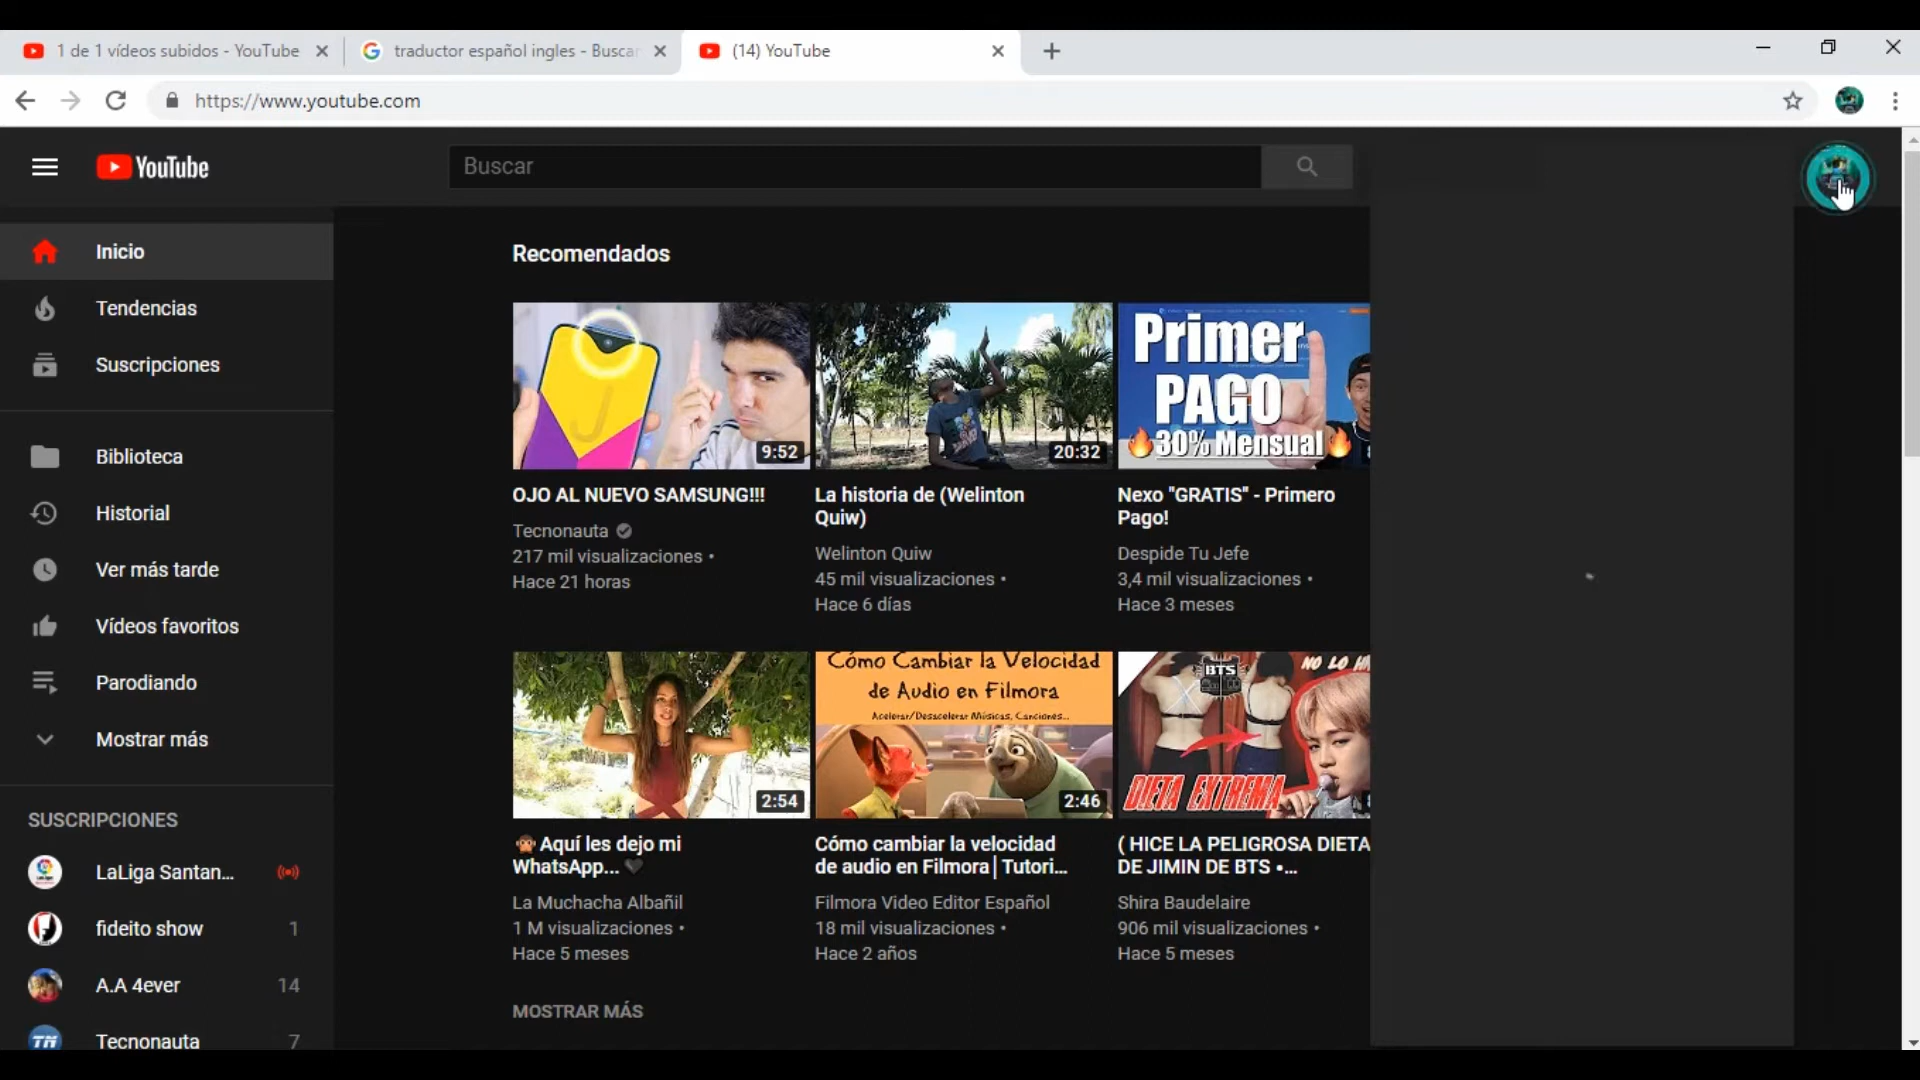 1 de 1 vídeos subidos - YouTube
traductor español ingles - Buscar
(14) YouTube
https://www.youtube.com
YouTube
Buscar
Inicio
Tendencias
Suscripciones
Biblioteca
Historial
Ver más tarde
Vídeos favoritos
Parodiando
Mostrar más
SUSCRIPCIONES
LaLiga Santan...
fideito show 1
A.A 4ever 14
TN
Tecnonauta 7
Recomendados
9:52
OJO AL NUEVO SAMSUNG!!!
Tecnonauta
217 mil visualizaciones •
Hace 21 horas
20:32
La historia de (Welinton
Quiw)
Welinton Quiw
45 mil visualizaciones •
Hace 6 días
Primer
PAGO
🔥30% Mensual🔥
Nexo "GRATIS" - Primero
Pago!
Despide Tu Jefe
3,4 mil visualizaciones •
Hace 3 meses
2:54
🙊Aquí les dejo mi
WhatsApp... 🖤
La Muchacha Albañil
1 M visualizaciones •
Hace 5 meses
Cómo Cambiar la Velocidad
de Audio en Filmora
Acelerar/Desacelerar Músicas, Canciones...
2:46
Cómo cambiar la velocidad
de audio en Filmora│Tutori...
Filmora Video Editor Español
18 mil visualizaciones •
Hace 2 años
BTS
NO LO
DIETA EXTREMA
( HICE LA PELIGROSA DIETA
DE JIMIN DE BTS •...
Shira Baudelaire
906 mil visualizaciones •
Hace 5 meses
MOSTRAR MÁS